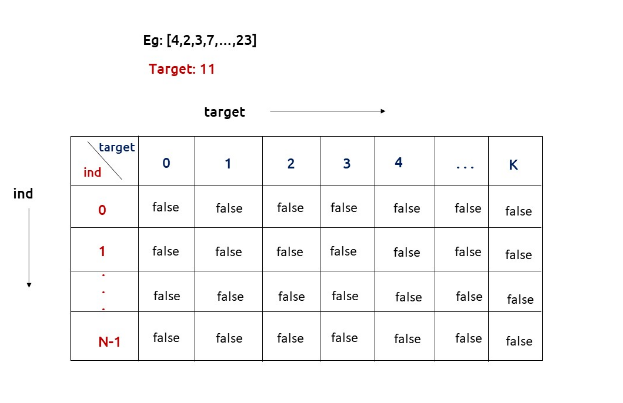 Eg: [4,2,3,7,...,23]
Target: 11
target
target
ind
0 1 2 3 4 ... K
ind
0 false false false false false false false
1 false false false false false false false
. . . false false false false false false false
N-1 false false false false false false false